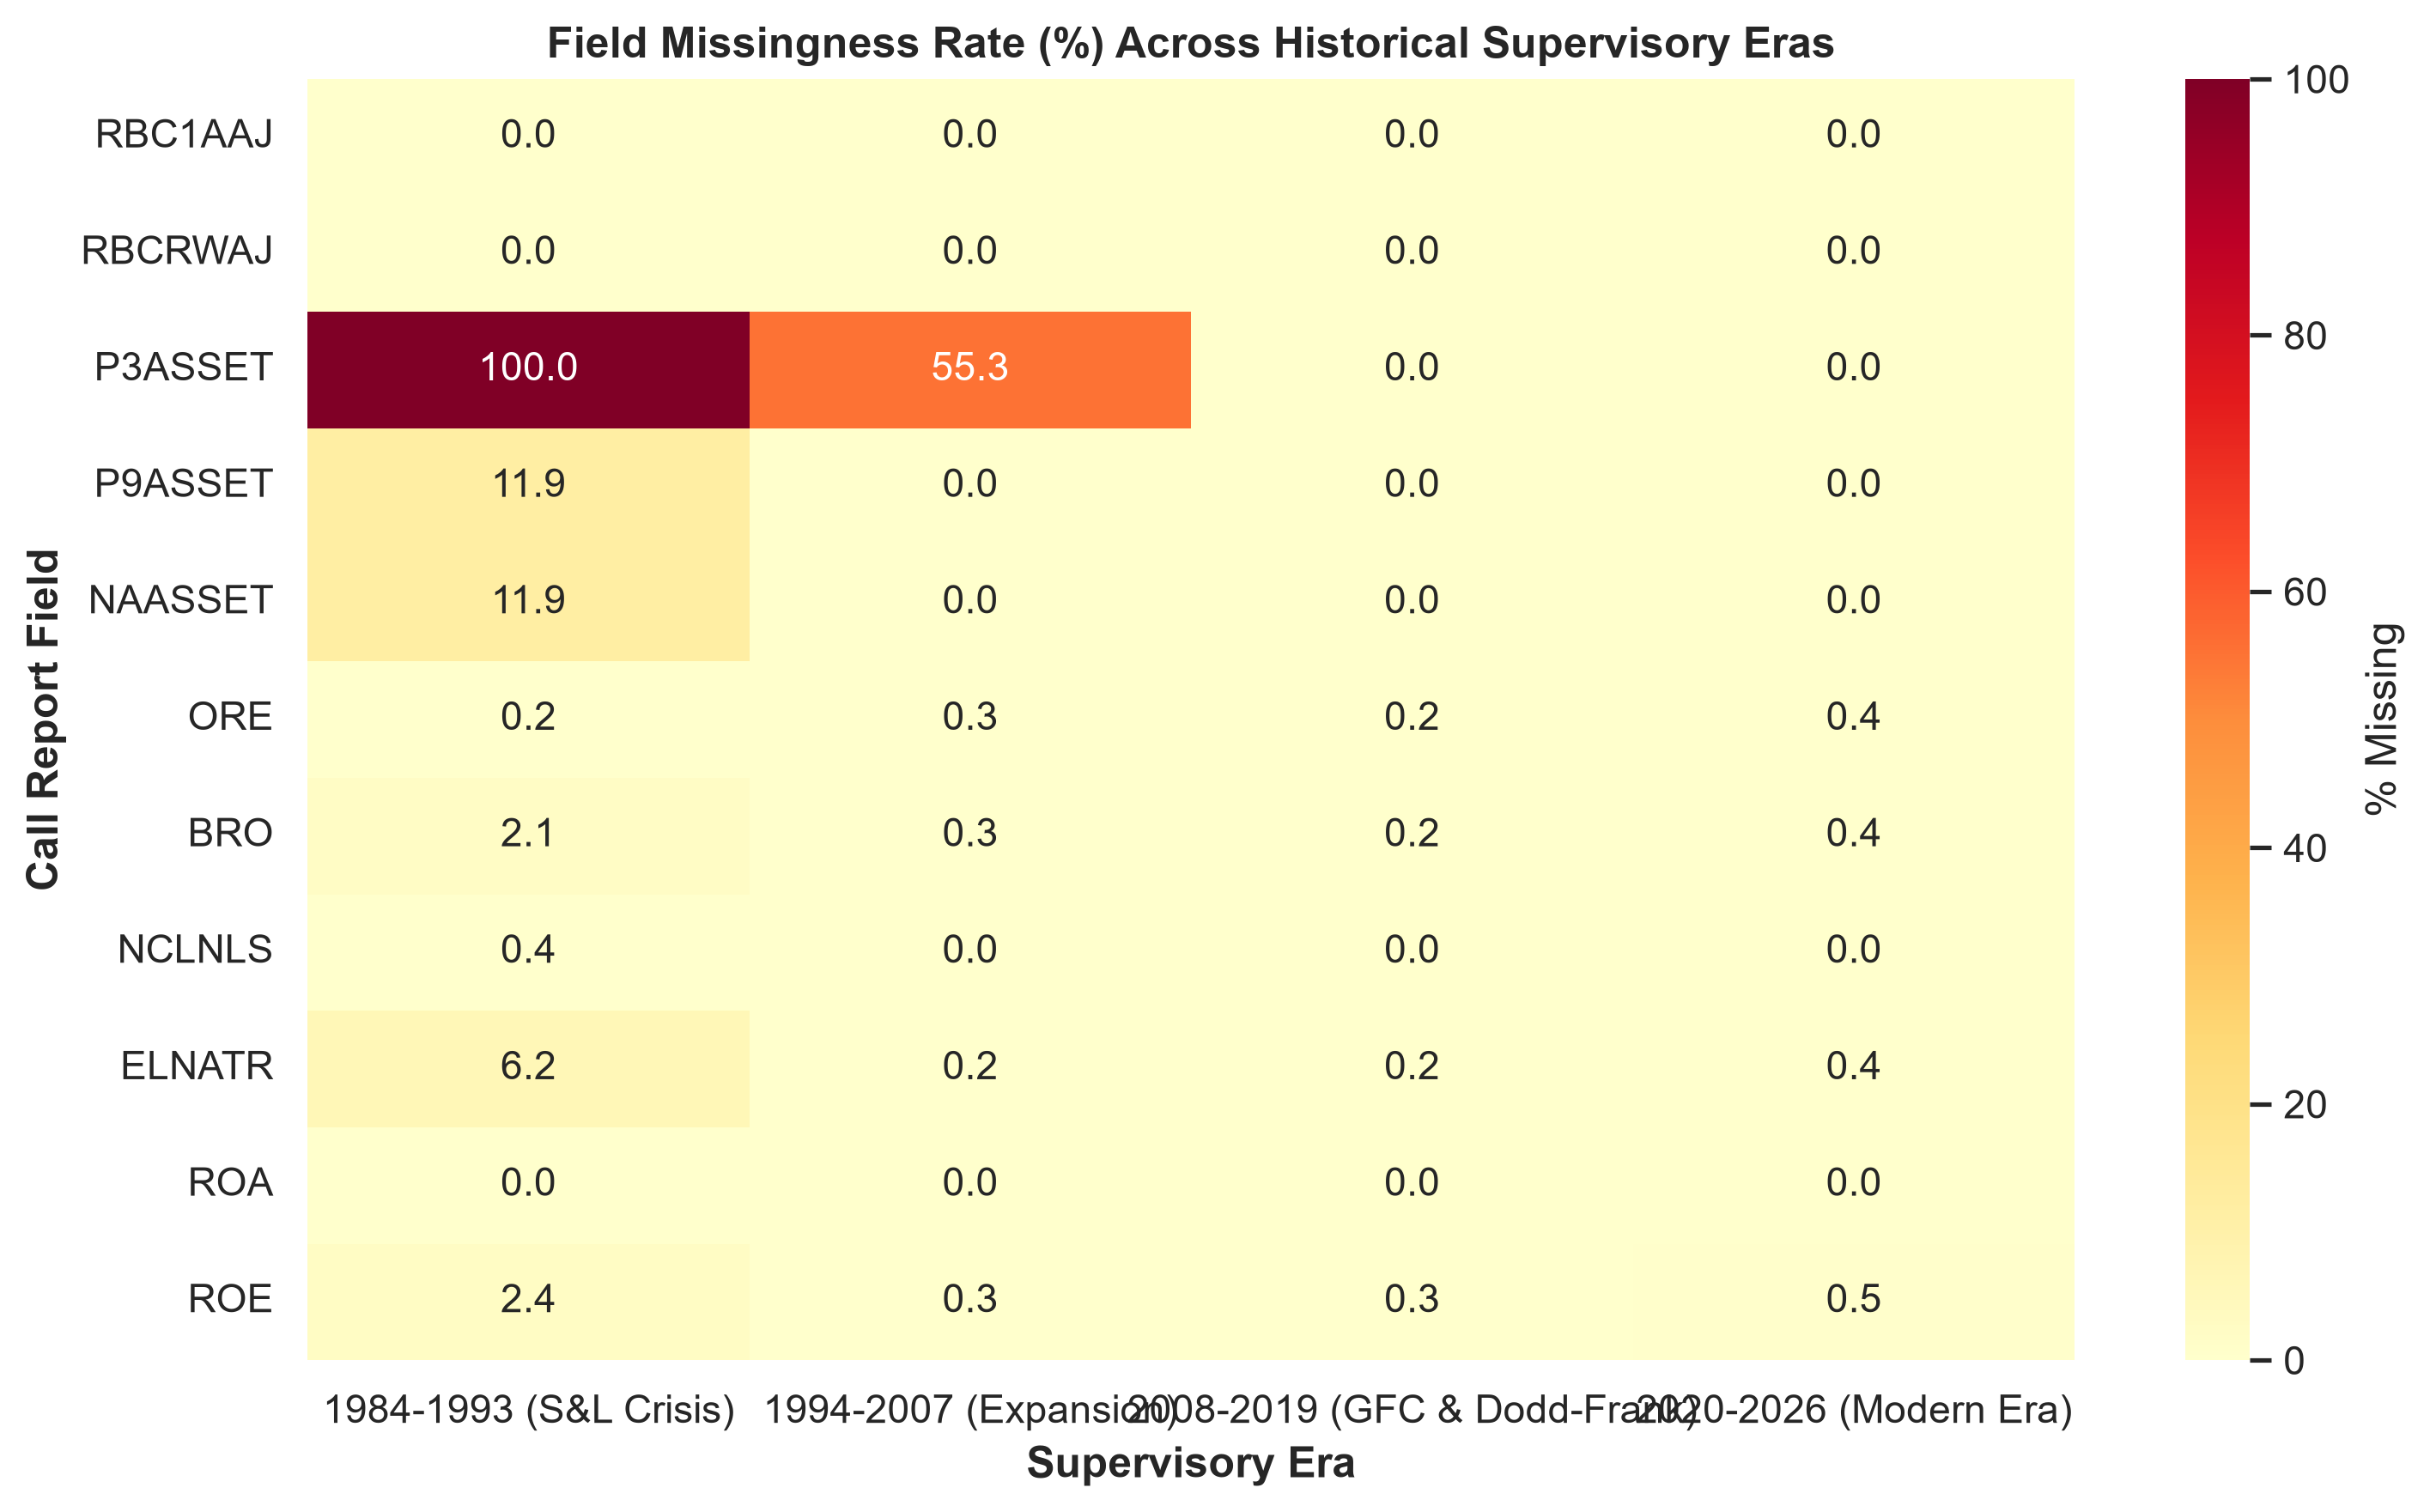 Field Missingness Rate (%) Across Historical Supervisory Eras
RBC1AAJ 0.0 0.0 0.0 0.0
RBCRWAJ 0.0 0.0 0.0 0.0
P3ASSET 100.0 55.3 0.0 0.0
P9ASSET 11.9 0.0 0.0 0.0
NAASSET 11.9 0.0 0.0 0.0
ORE 0.2 0.3 0.2 0.4
BRO 2.1 0.3 0.2 0.4
NCLNLS 0.4 0.0 0.0 0.0
ELNATR 6.2 0.2 0.2 0.4
ROA 0.0 0.0 0.0 0.0
ROE 2.4 0.3 0.3 0.5
Call Report Field
1984-1993 (S&L Crisis)
1994-2007 (Expansion)
2008-2019 (GFC & Dodd-Frank)
2020-2026 (Modern Era)
Supervisory Era
100
80
60
40
20
0
% Missing